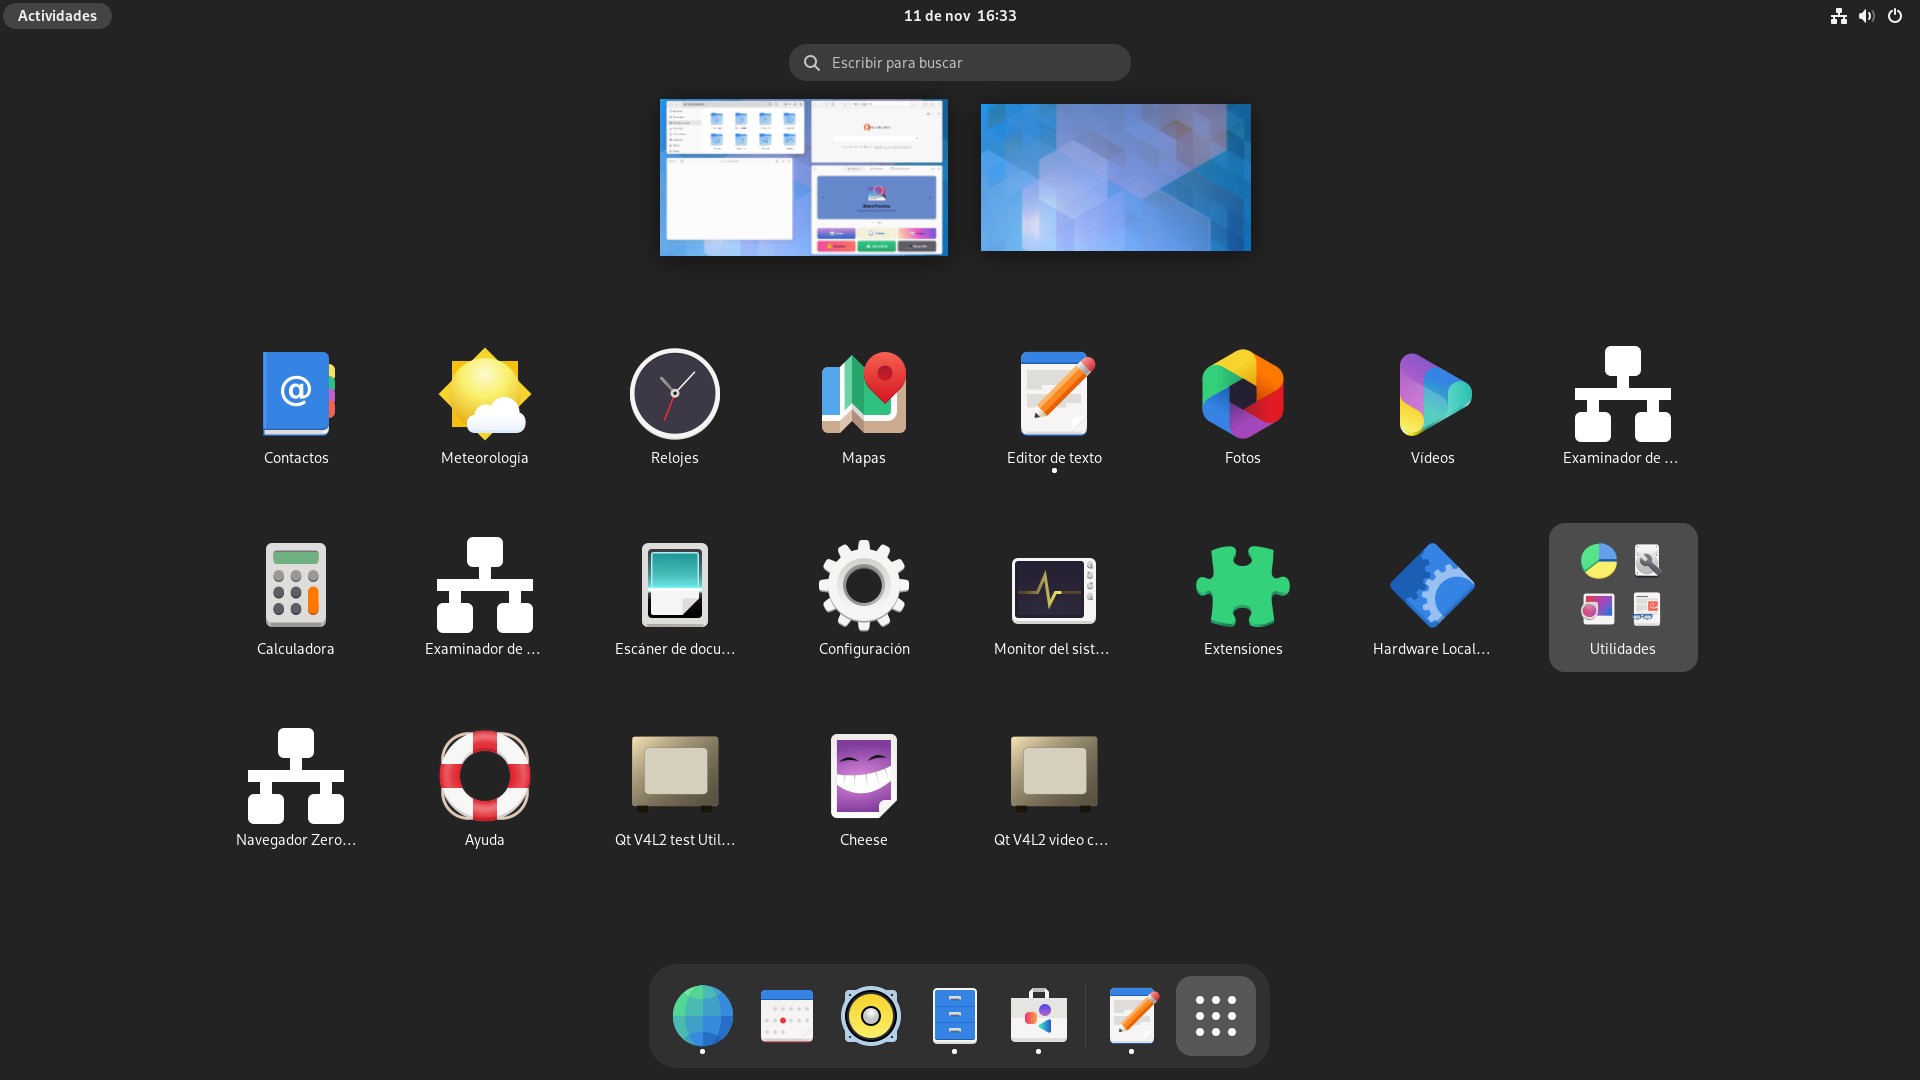 Actividades
11 de nov 16:33
Escribir para buscar
Contactos
Meteorología
Relojes
Mapas
Editor de texto
Fotos
Vídeos
Examinador de ...
Calculadora
Examinador de ...
Escáner de docu...
Configuración
Monitor del sist...
Extensiones
Hardware Local...
Utilidades
Navegador Zero...
Ayuda
Qt V4L2 test Util...
Cheese
Qt V4L2 video c...